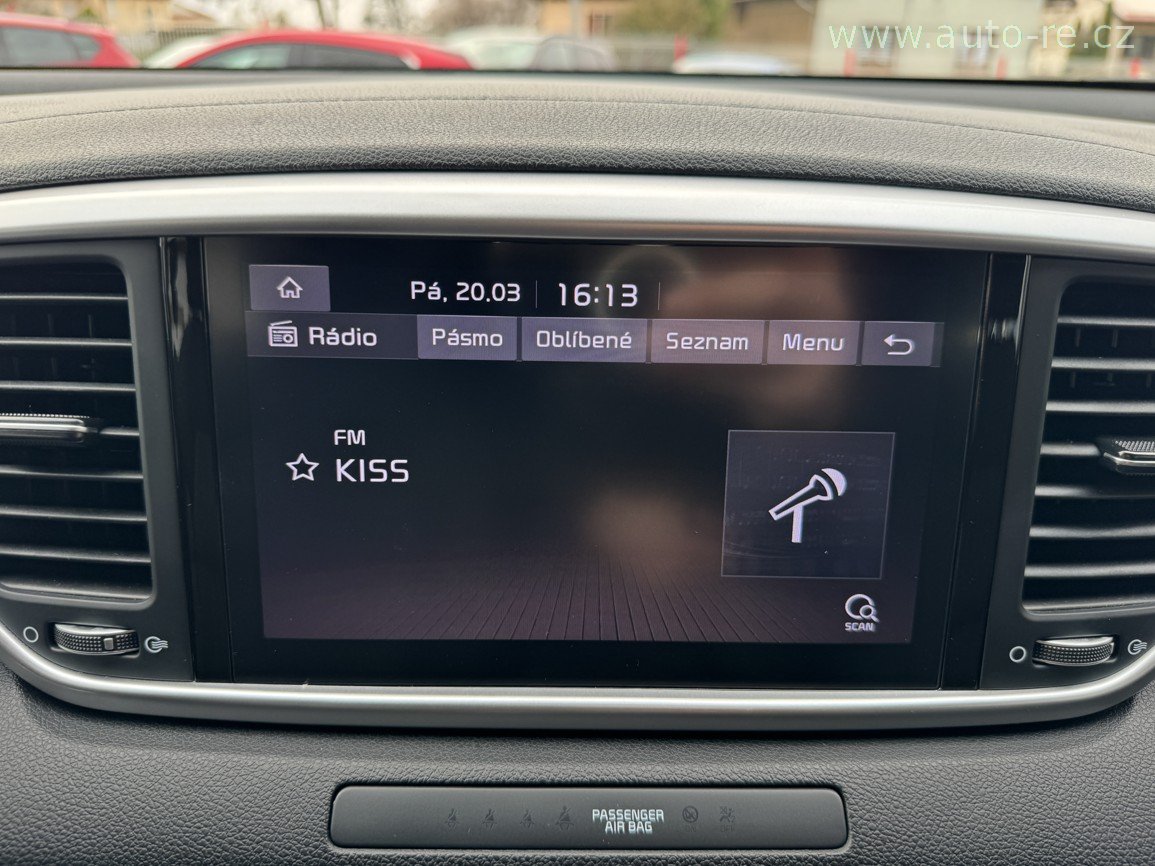 www.auto-re.cz
Pá, 20.03 16:13
Rádio Pásmo Oblíbené Seznam Menu
FM
KISS
SCAN
PASSENGER
AIR BAG